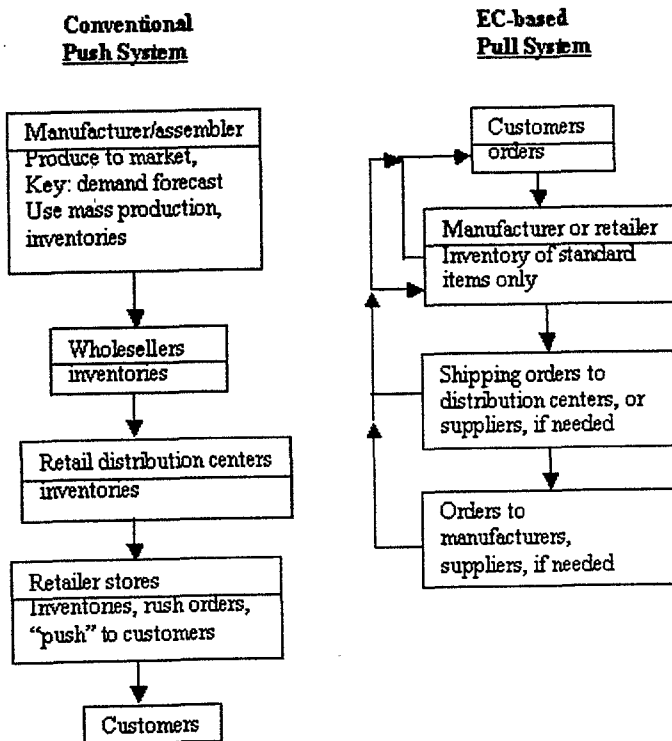 Conventional
Push System
Manufacturer/assembler
Produce to market,
Key: demand forecast
Use mass production,
inventories
Wholesellers
inventories
Retail distribution centers
inventories
Retailer stores
Inventories, rush orders,
“push” to customers
Customers
EC-based
Pull System
Customers
orders
Manufacturer or retailer
Inventory of standard
items only
Shipping orders to
distribution centers, or
suppliers, if needed
Orders to
manufacturers,
suppliers, if needed